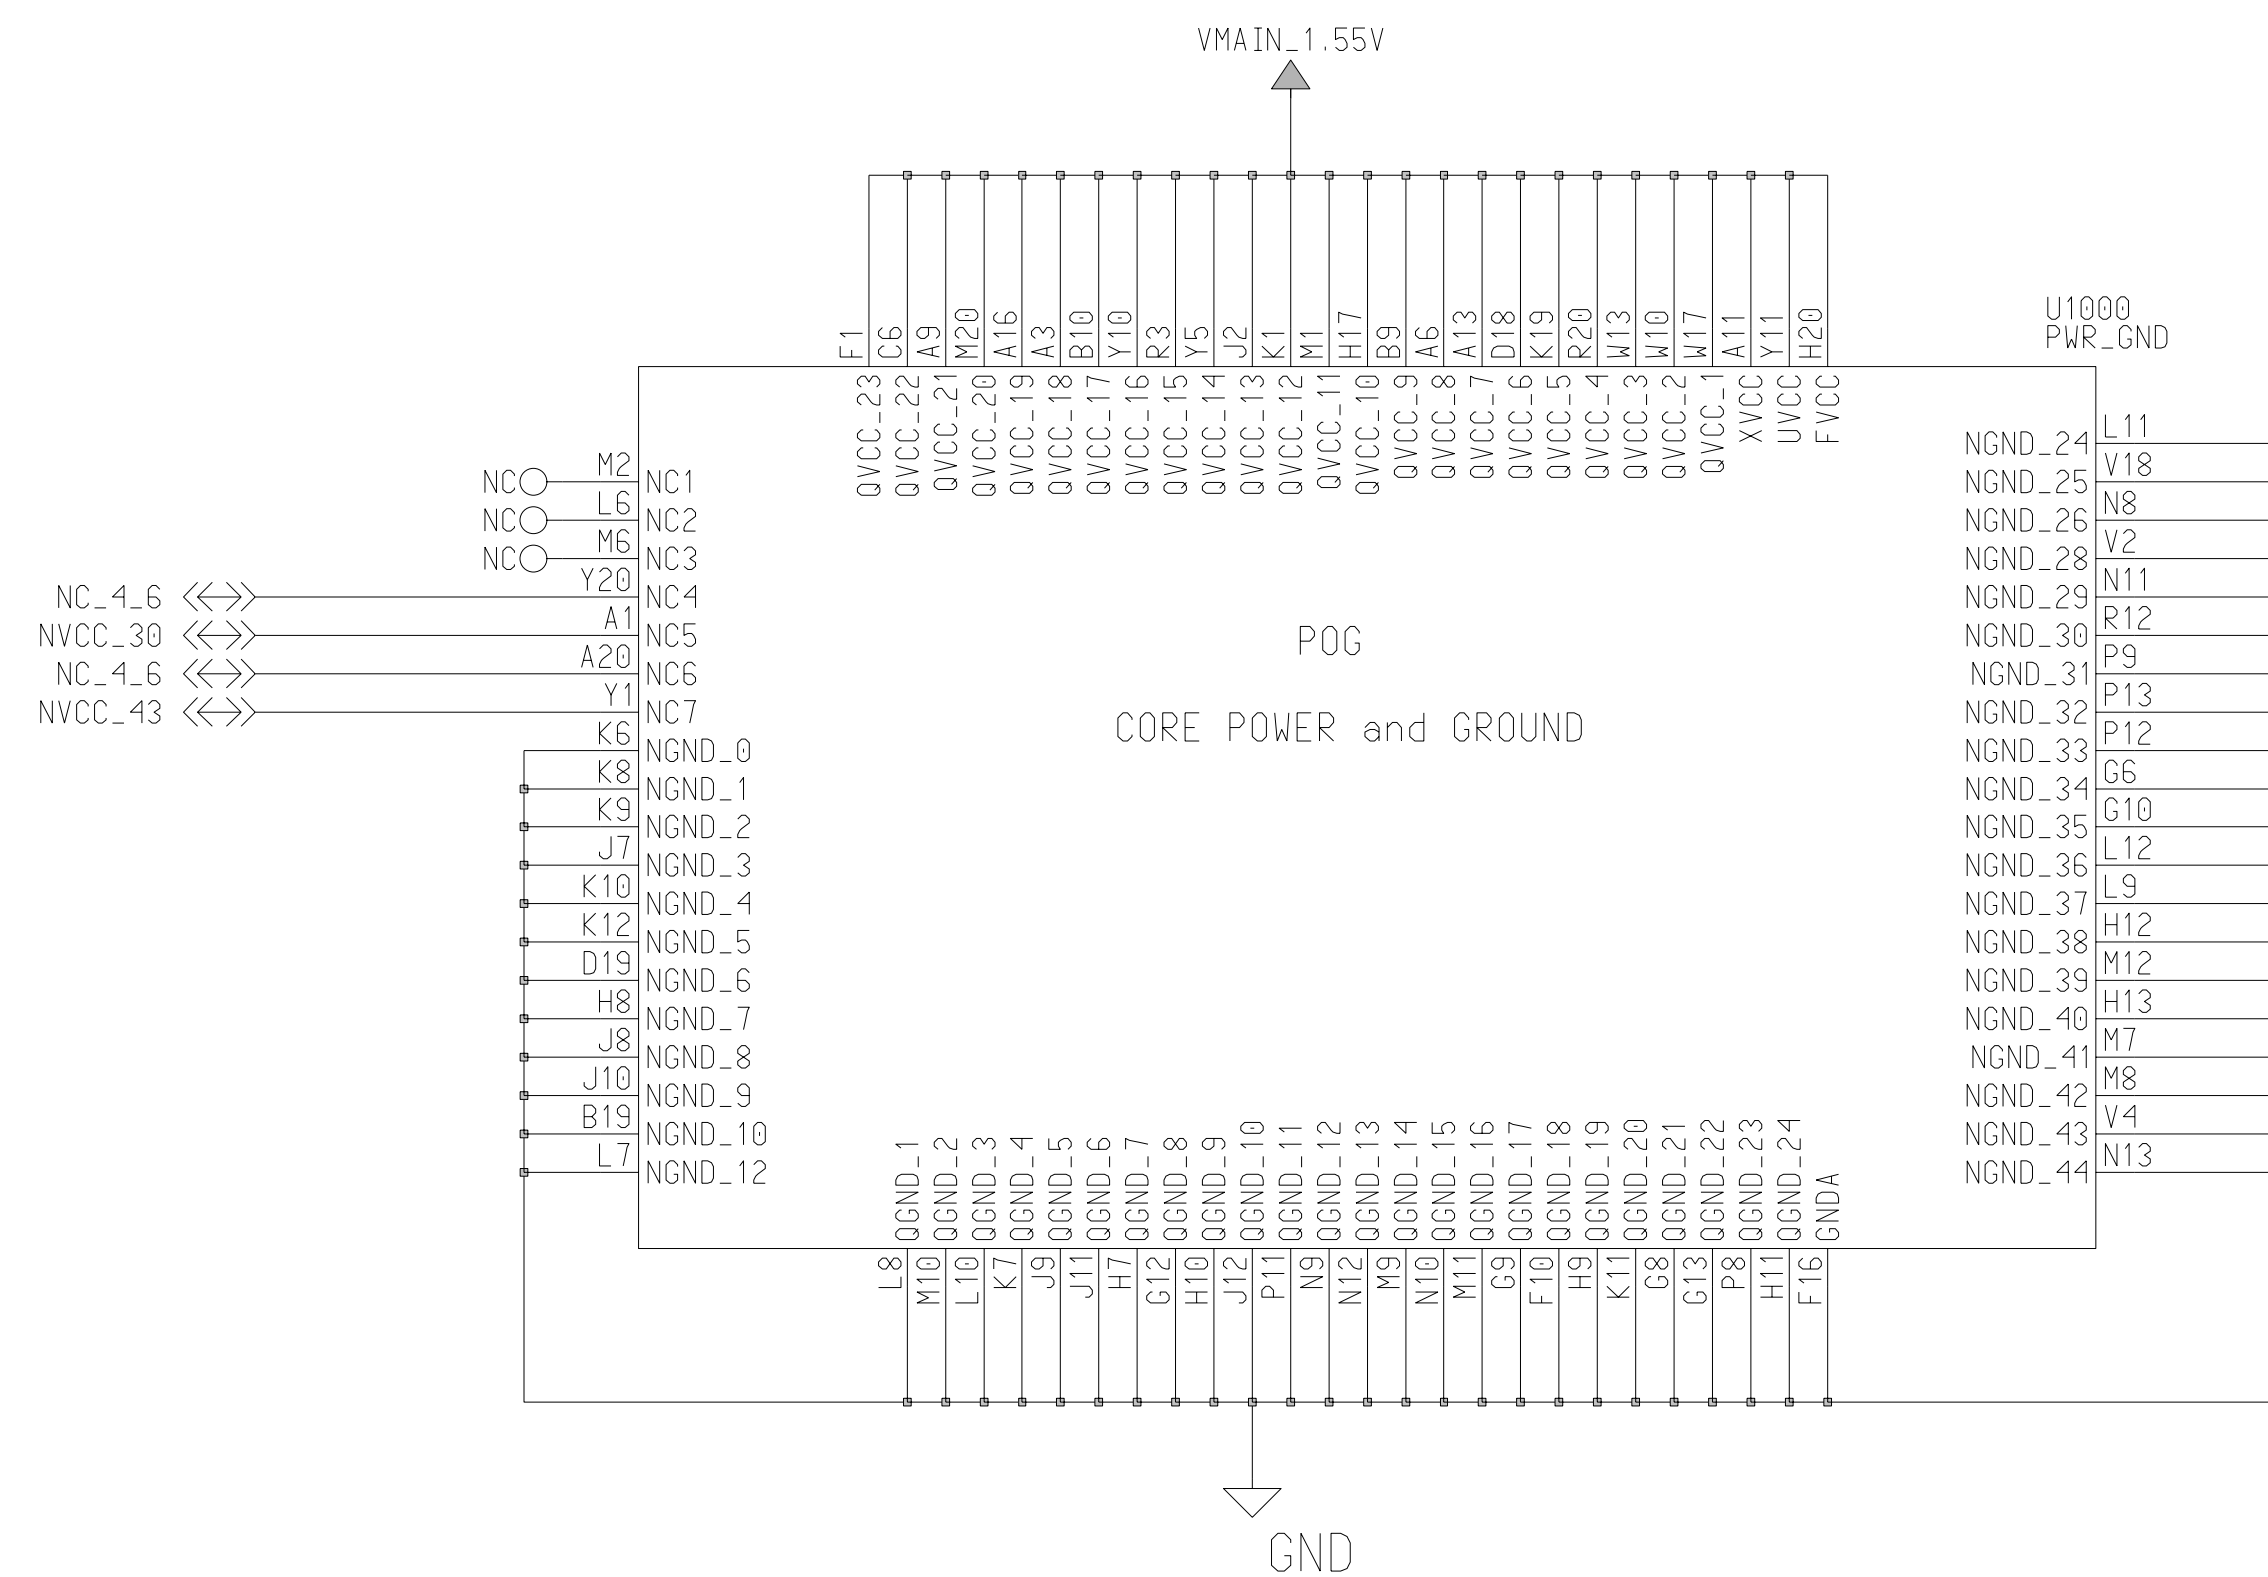 VMAIN_1.55V
F1
C6
A9
M20
A16
A3
B10
Y10
R3
Y5
J2
K1
M1
H17
B9
A6
A13
D18
K19
R20
W13
W10
W17
A11
Y11
H20
U1000
PWR_GND
QVCC_23
QVCC_22
QVCC_21
QVCC_20
QVCC_19
QVCC_18
QVCC_17
QVCC_16
QVCC_15
QVCC_14
QVCC_13
QVCC_12
QVCC_11
QVCC_10
QVCC_9
QVCC_8
QVCC_7
QVCC_6
QVCC_5
QVCC_4
QVCC_3
QVCC_2
QVCC_1
XVCC
UVCC
FVCC
NC M2 NC1
NC L6 NC2
NC M6 NC3
NC_4_6 Y20 NC4
NVCC_30 A1 NC5
NC_4_6 A20 NC6
NVCC_43 Y1 NC7
K6 NGND_0
K8 NGND_1
K9 NGND_2
J7 NGND_3
K10 NGND_4
K12 NGND_5
D19 NGND_6
H8 NGND_7
J8 NGND_8
J10 NGND_9
B19 NGND_10
L7 NGND_12
POG
CORE POWER and GROUND
NGND_24 L11
NGND_25 V18
NGND_26 N8
NGND_28 V2
NGND_29 N11
NGND_30 R12
NGND_31 P9
NGND_32 P13
NGND_33 P12
NGND_34 G6
NGND_35 G10
NGND_36 L12
NGND_37 L9
NGND_38 H12
NGND_39 M12
NGND_40 H13
NGND_41 M7
NGND_42 M8
NGND_43 V4
NGND_44 N13
QGND_1
QGND_2
QGND_3
QGND_4
QGND_5
QGND_6
QGND_7
QGND_8
QGND_9
QGND_10
QGND_11
QGND_12
QGND_13
QGND_14
QGND_15
QGND_16
QGND_17
QGND_18
QGND_19
QGND_20
QGND_21
QGND_22
QGND_23
QGND_24
GNDA
L8
M10
L10
K7
J9
J11
H7
G12
H10
J12
P11
N9
N12
M9
N10
M11
G9
F10
H9
K11
G8
G13
P8
H11
F16
GND